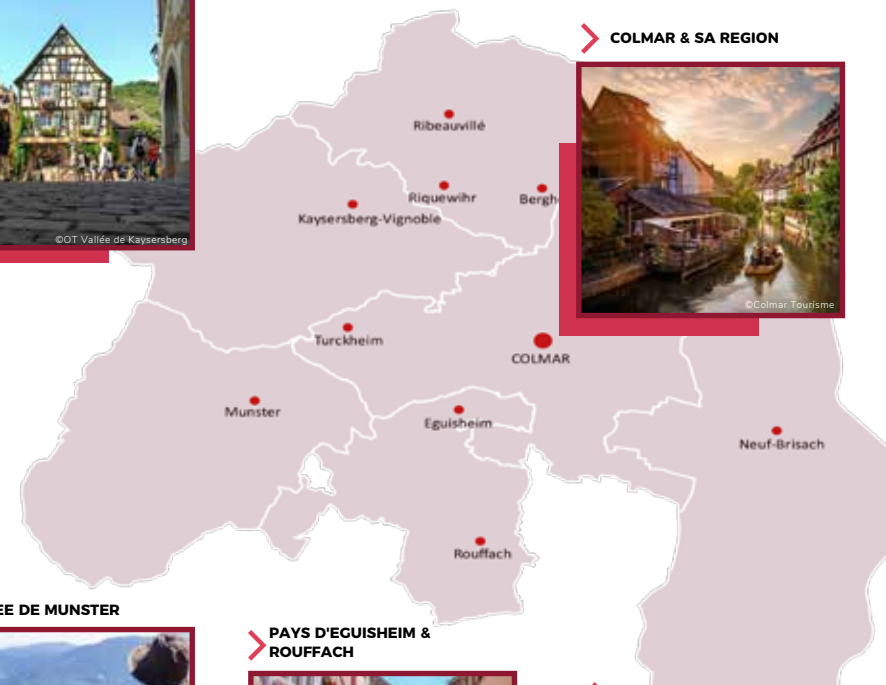 COLMAR & SA REGION
©OT Vallée de Kaysersberg
©Colmar Tourisme
Ribeauvillé
Riquewihr
Bergh
Kaysersberg-Vignoble
Turckheim
COLMAR
Munster
Eguisheim
Neuf-Brisach
Rouffach
EE DE MUNSTER
PAYS D'EGUISHEIM &
ROUFFACH